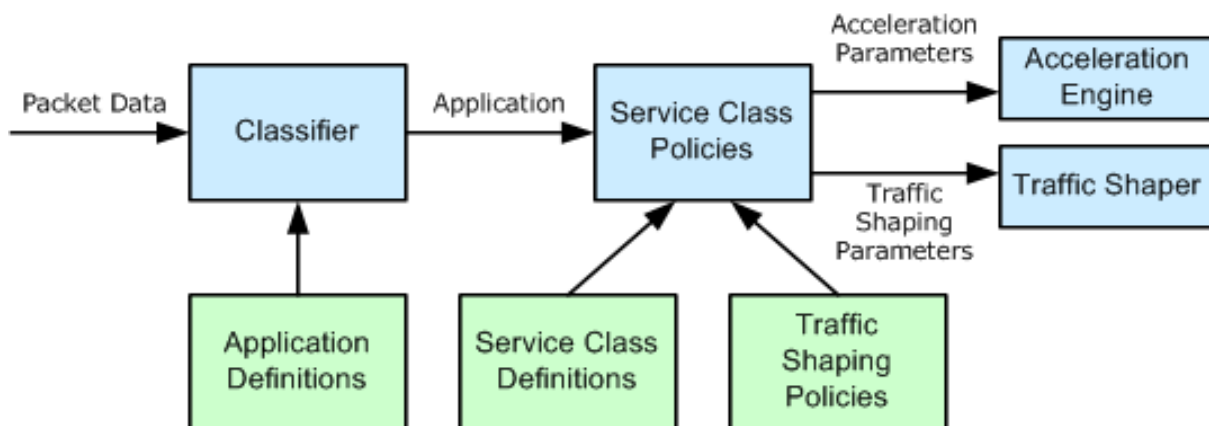 Packet Data
Classifier
Application
Service Class
Policies
Acceleration
Parameters
Acceleration
Engine
Traffic
Shaping
Parameters
Traffic Shaper
Application
Definitions
Service Class
Definitions
Traffic
Shaping
Policies